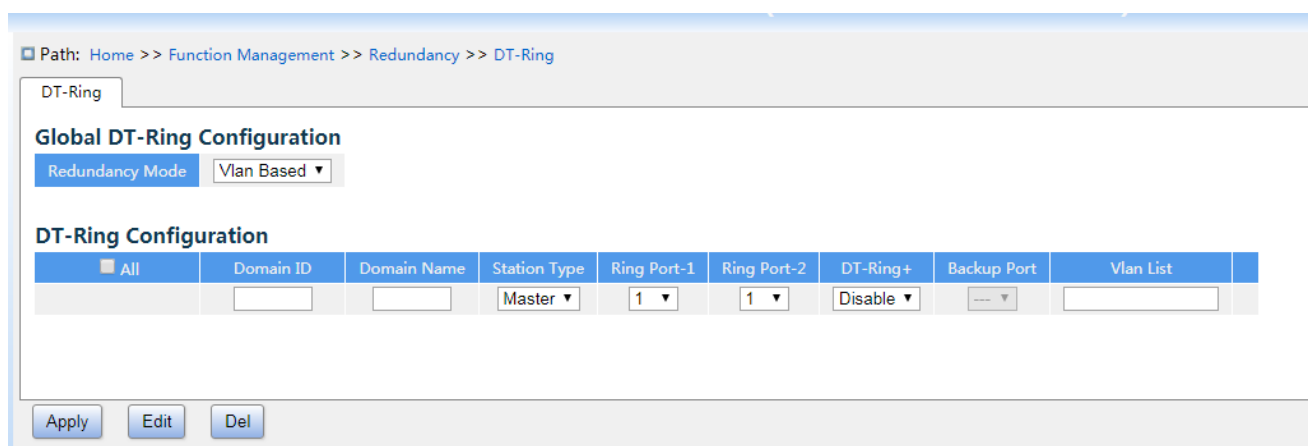 Path: Home >> Function Management >> Redundancy >> DT-Ring
DT-Ring
Global DT-Ring Configuration
Redundancy Mode Vlan Based
DT-Ring Configuration
All Domain ID Domain Name Station Type Ring Port-1 Ring Port-2 DT-Ring+ Backup Port Vlan List
Master 1 1 Disable ---
Apply Edit Del